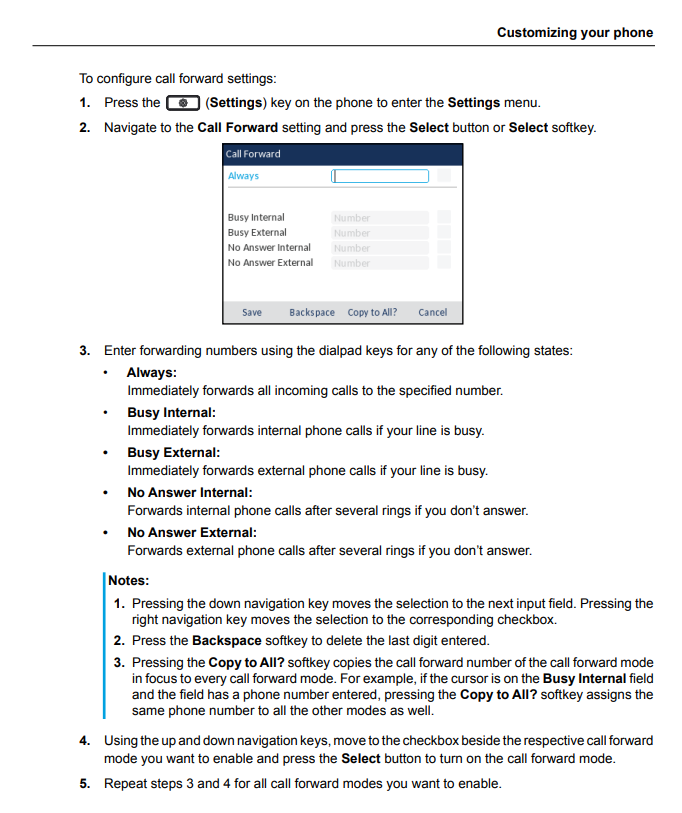 Customizing your phone
To configure call forward settings:
1. Press the (Settings) key on the phone to enter the Settings menu.
2. Navigate to the Call Forward setting and press the Select button or Select softkey.
Call Forward
Always
Busy Internal Number
Busy External Number
No Answer Internal Number
No Answer External Number
Save Backspace Copy to All? Cancel
3. Enter forwarding numbers using the dialpad keys for any of the following states:
• Always:
Immediately forwards all incoming calls to the specified number.
• Busy Internal:
Immediately forwards internal phone calls if your line is busy.
• Busy External:
Immediately forwards external phone calls if your line is busy.
• No Answer Internal:
Forwards internal phone calls after several rings if you don’t answer.
• No Answer External:
Forwards external phone calls after several rings if you don’t answer.
Notes:
1. Pressing the down navigation key moves the selection to the next input field. Pressing the
right navigation key moves the selection to the corresponding checkbox.
2. Press the Backspace softkey to delete the last digit entered.
3. Pressing the Copy to All? softkey copies the call forward number of the call forward mode
in focus to every call forward mode. For example, if the cursor is on the Busy Internal field
and the field has a phone number entered, pressing the Copy to All? softkey assigns the
same phone number to all the other modes as well.
4. Using the up and down navigation keys, move to the checkbox beside the respective call forward
mode you want to enable and press the Select button to turn on the call forward mode.
5. Repeat steps 3 and 4 for all call forward modes you want to enable.